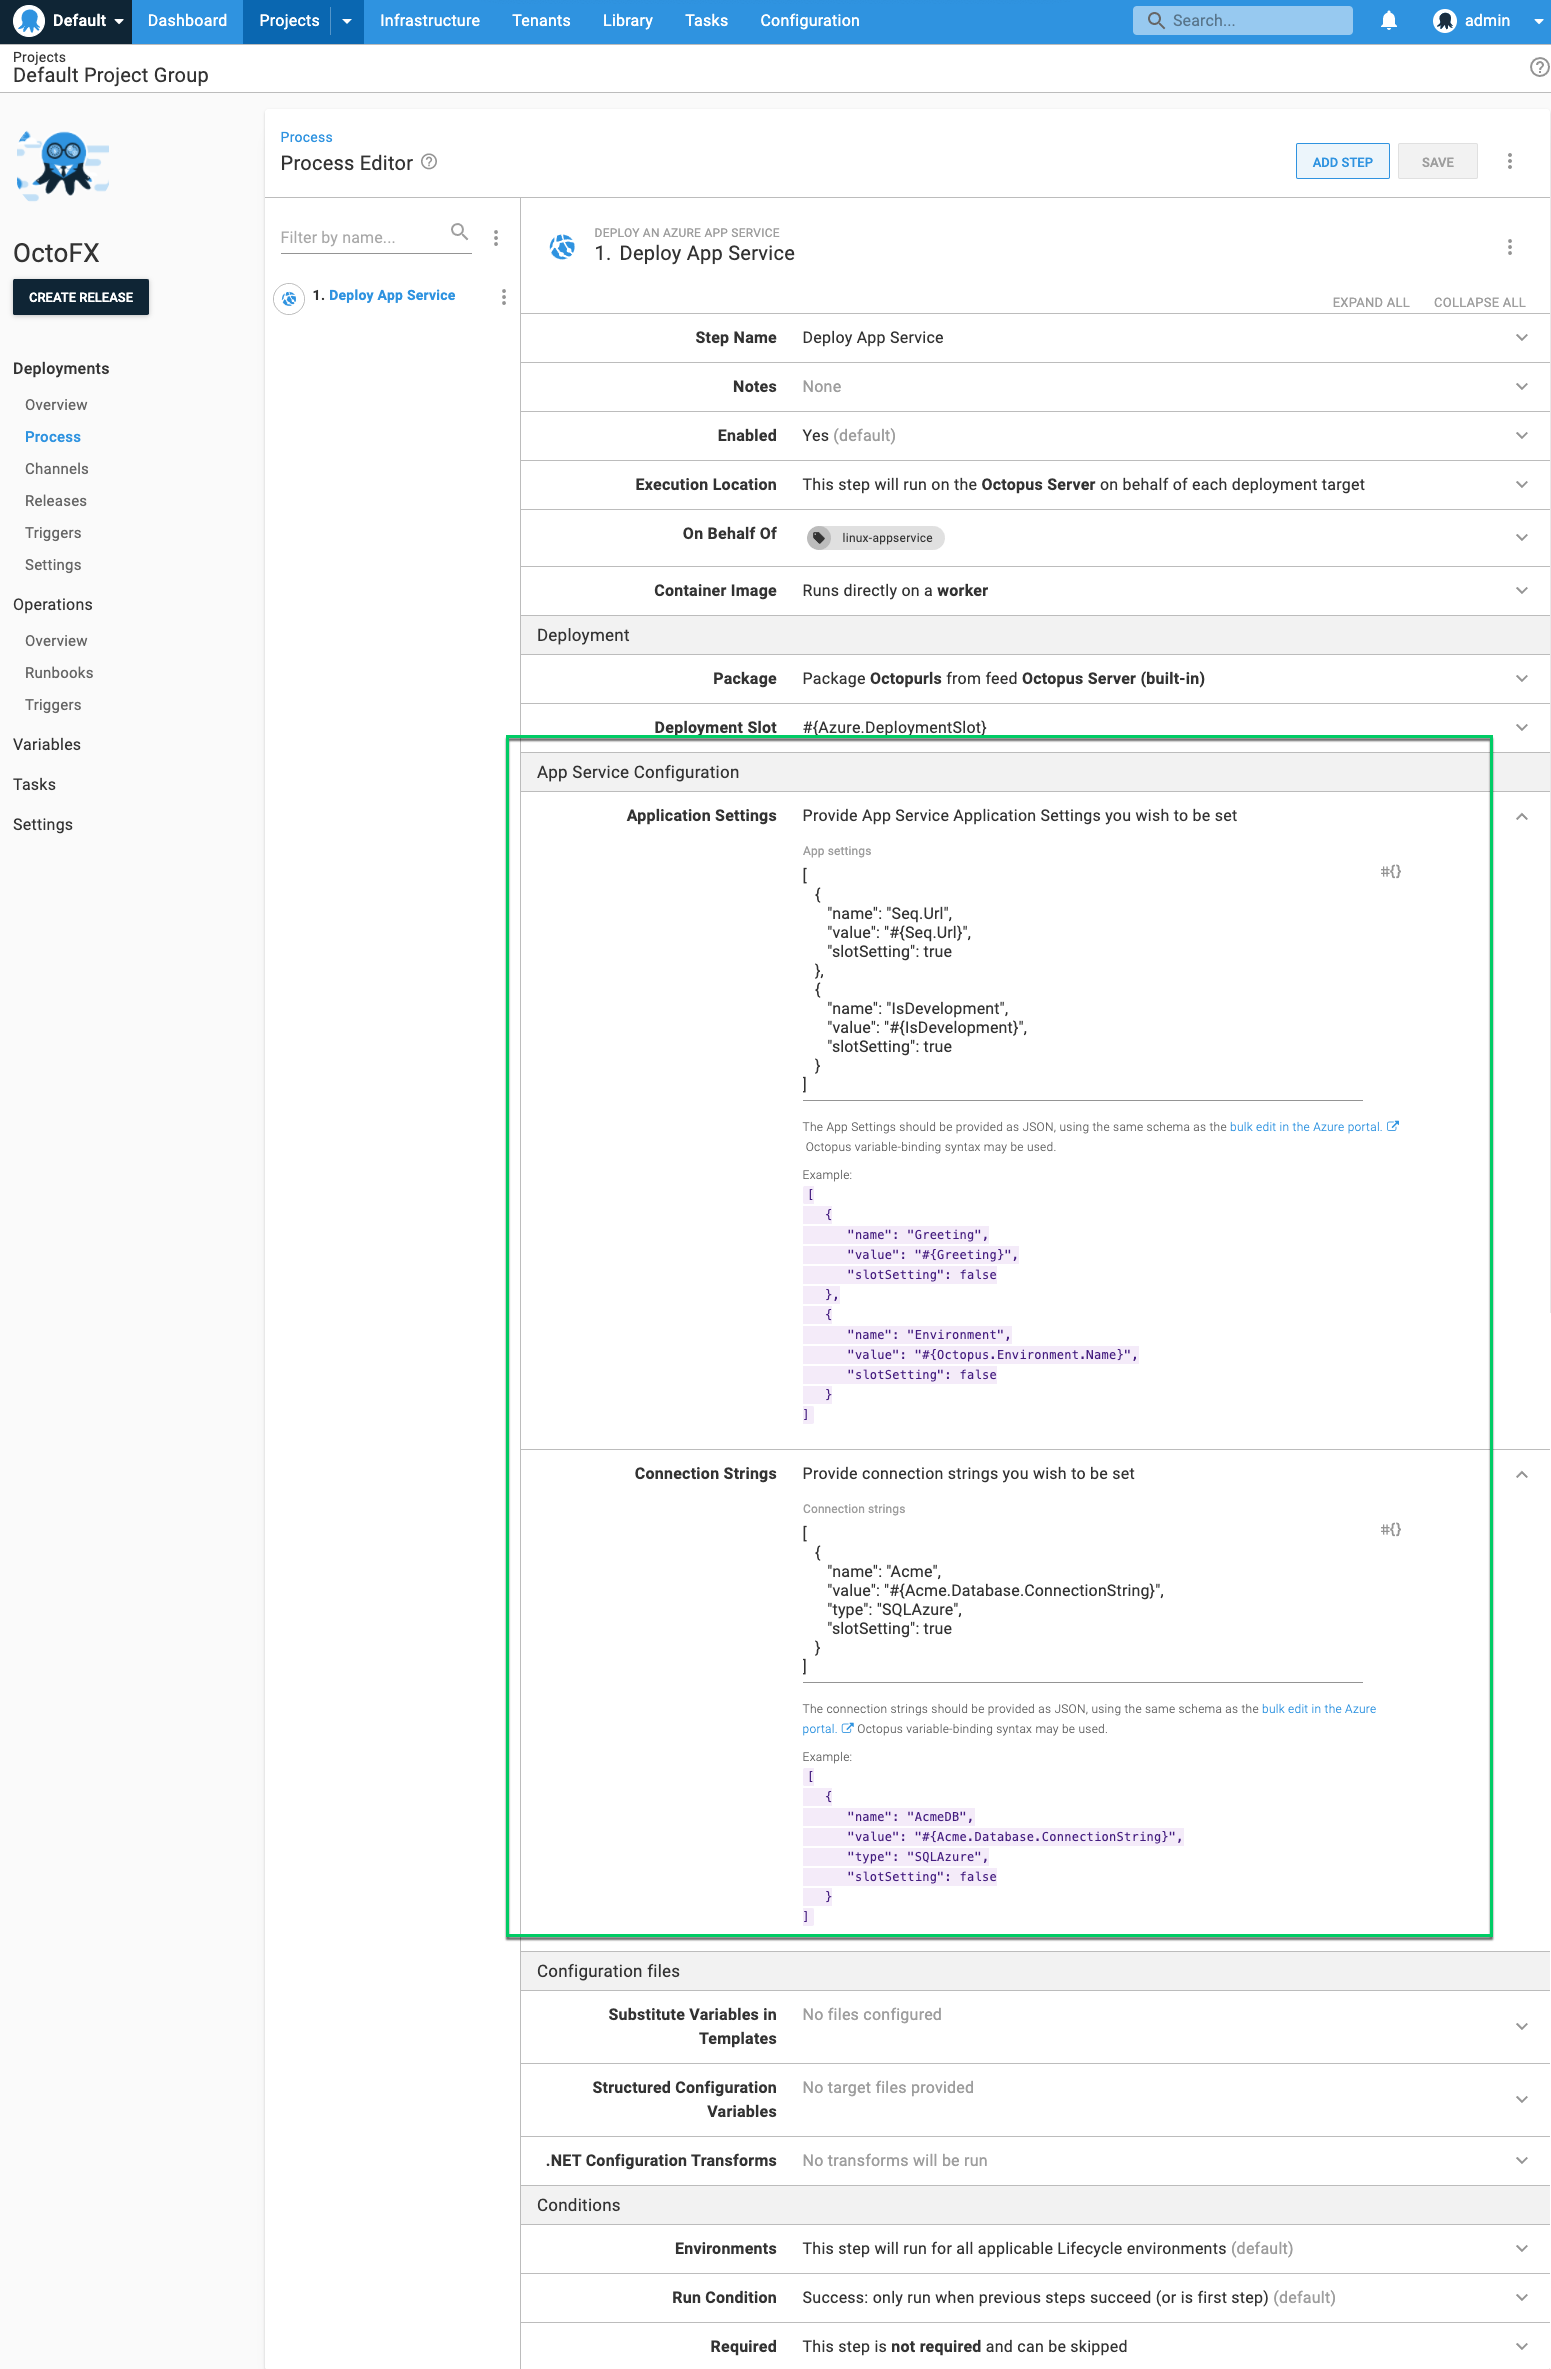 Default
Dashboard
Projects
Infrastructure
Tenants
Library
Tasks
Configuration
Search...
admin
Projects
Default Project Group
OctoFX
CREATE RELEASE
Deployments
Overview
Process
Channels
Releases
Triggers
Settings
Operations
Overview
Runbooks
Triggers
Variables
Tasks
Settings
Process
Process Editor
ADD STEP
SAVE
Filter by name...
1. Deploy App Service
DEPLOY AN AZURE APP SERVICE
1. Deploy App Service
EXPAND ALL
COLLAPSE ALL
Step Name Deploy App Service
Notes None
Enabled Yes (default)
Execution Location This step will run on the Octopus Server on behalf of each deployment target
On Behalf Of linux-appservice
Container Image Runs directly on a worker
Deployment
Package Package Octopurls from feed Octopus Server (built-in)
Deployment Slot #{Azure.DeploymentSlot}
App Service Configuration
Application Settings Provide App Service Application Settings you wish to be set
App settings
#{}
[
{
"name": "Seq.Url",
"value": "#{Seq.Url}",
"slotSetting": true
},
{
"name": "IsDevelopment",
"value": "#{IsDevelopment}",
"slotSetting": true
}
]
The App Settings should be provided as JSON, using the same schema as the bulk edit in the Azure portal.
Octopus variable-binding syntax may be used.
Example:
[
{
"name": "Greeting",
"value": "#{Greeting}",
"slotSetting": false
},
{
"name": "Environment",
"value": "#{Octopus.Environment.Name}",
"slotSetting": false
}
]
Connection Strings Provide connection strings you wish to be set
Connection strings
#{}
[
{
"name": "Acme",
"value": "#{Acme.Database.ConnectionString}",
"type": "SQLAzure",
"slotSetting": true
}
]
The connection strings should be provided as JSON, using the same schema as the bulk edit in the Azure
portal. Octopus variable-binding syntax may be used.
Example:
[
{
"name": "AcmeDB",
"value": "#{Acme.Database.ConnectionString}",
"type": "SQLAzure",
"slotSetting": false
}
]
Configuration files
Substitute Variables in
Templates
No files configured
Structured Configuration
Variables
No target files provided
.NET Configuration Transforms No transforms will be run
Conditions
Environments This step will run for all applicable Lifecycle environments (default)
Run Condition Success: only run when previous steps succeed (or is first step) (default)
Required This step is not required and can be skipped